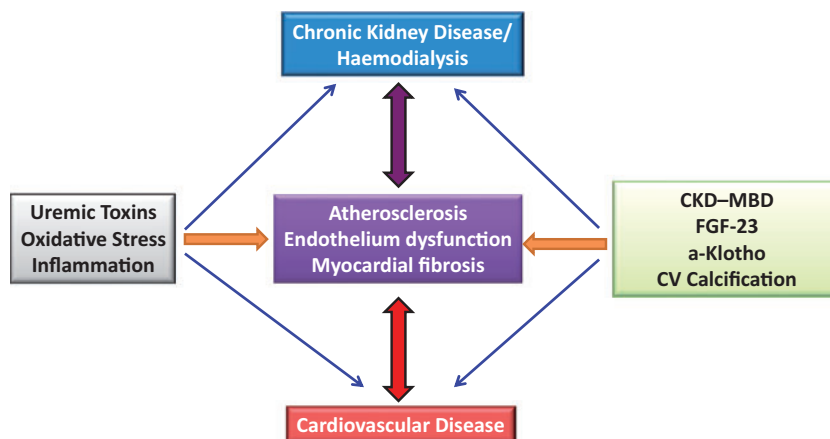 Chronic Kidney Disease/
Haemodialysis
Uremic Toxins
Oxidative Stress
Inflammation
Atherosclerosis
Endothelium dysfunction
Myocardial fibrosis
CKD–MBD
FGF-23
a-Klotho
CV Calcification
Cardiovascular Disease